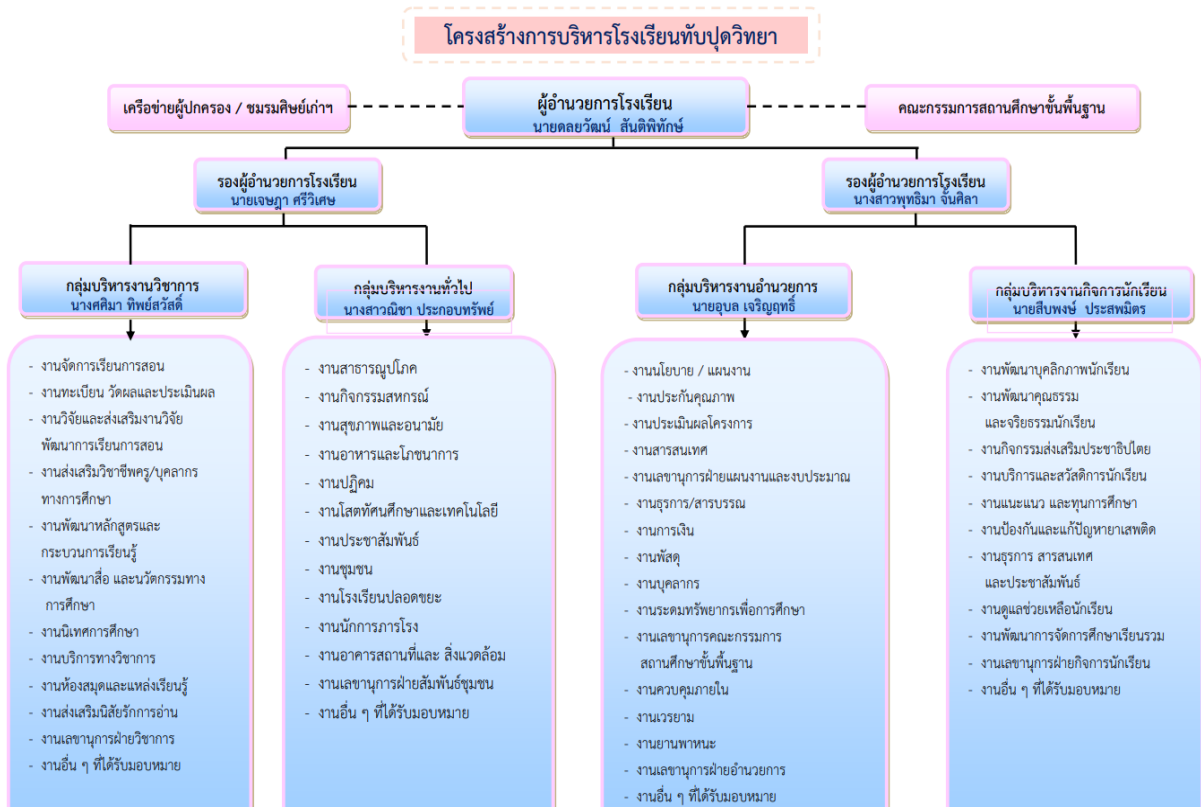 โครงสร้างการบริหารโรงเรียนทับปุดวิทยา
เครือข่ายผู้ปกครอง / ชมรมศิษย์เก่าฯ
ผู้อำนวยการโรงเรียน
นายดลยวัฒน์ สันติพิทักษ์
คณะกรรมการสถานศึกษาขั้นพื้นฐาน
รองผู้อำนวยการโรงเรียน
นายเจษฎา ศรีวิเศษ
รองผู้อำนวยการโรงเรียน
นางสาวพุทธิมา จั้นศิลา
กลุ่มบริหารงานวิชาการ
นางศศิมา ทิพย์สวัสดิ์
กลุ่มบริหารงานทั่วไป
นางสาวณิชา ประกอบทรัพย์
กลุ่มบริหารงานอำนวยการ
นายอุบล เจริญฤทธิ์
กลุ่มบริหารงานกิจการนักเรียน
นายสืบพงษ์ ประสพมิตร
- งานจัดการเรียนการสอน
- งานทะเบียน วัดผลและประเมินผล
- งานวิจัยและส่งเสริมงานวิจัย
พัฒนาการเรียนการสอน
- งานส่งเสริมวิชาชีพครู/บุคลากร
ทางการศึกษา
- งานพัฒนาหลักสูตรและ
กระบวนการเรียนรู้
- งานพัฒนาสื่อ และนวัตกรรมทาง
การศึกษา
- งานนิเทศการศึกษา
- งานบริการทางวิชาการ
- งานห้องสมุดและแหล่งเรียนรู้
- งานส่งเสริมนิสัยรักการอ่าน
- งานเลขานุการฝ่ายวิชาการ
- งานอื่น ๆ ที่ได้รับมอบหมาย
- งานสาธารณูปโภค
- งานกิจกรรมสหกรณ์
- งานสุขภาพและอนามัย
- งานอาหารและโภชนาการ
- งานปฏิคม
- งานโสตทัศนศึกษาและเทคโนโลยี
- งานประชาสัมพันธ์
- งานชุมชน
- งานโรงเรียนปลอดขยะ
- งานนักการภารโรง
- งานอาคารสถานที่และ สิ่งแวดล้อม
- งานเลขานุการฝ่ายสัมพันธ์ชุมชน
- งานอื่น ๆ ที่ได้รับมอบหมาย
- งานนโยบาย / แผนงาน
- งานประกันคุณภาพ
- งานประเมินผลโครงการ
- งานสารสนเทศ
- งานเลขานุการฝ่ายแผนงานและงบประมาณ
- งานธุรการ/สารบรรณ
- งานการเงิน
- งานพัสดุ
- งานบุคลากร
- งานระดมทรัพยากรเพื่อการศึกษา
- งานเลขานุการคณะกรรมการ
สถานศึกษาขั้นพื้นฐาน
- งานควบคุมภายใน
- งานเวรยาม
- งานยานพาหนะ
- งานเลขานุการฝ่ายอำนวยการ
- งานอื่น ๆ ที่ได้รับมอบหมาย
- งานพัฒนาบุคลิกภาพนักเรียน
- งานพัฒนาคุณธรรม
และจริยธรรมนักเรียน
- งานกิจกรรมส่งเสริมประชาธิปไตย
- งานบริการและสวัสดิการนักเรียน
- งานแนะแนว และทุนการศึกษา
- งานป้องกันและแก้ปัญหายาเสพติด
- งานธุรการ สารสนเทศ
และประชาสัมพันธ์
- งานดูแลช่วยเหลือนักเรียน
- งานพัฒนาการจัดการศึกษาเรียนรวม
- งานเลขานุการฝ่ายกิจการนักเรียน
- งานอื่น ๆ ที่ได้รับมอบหมาย